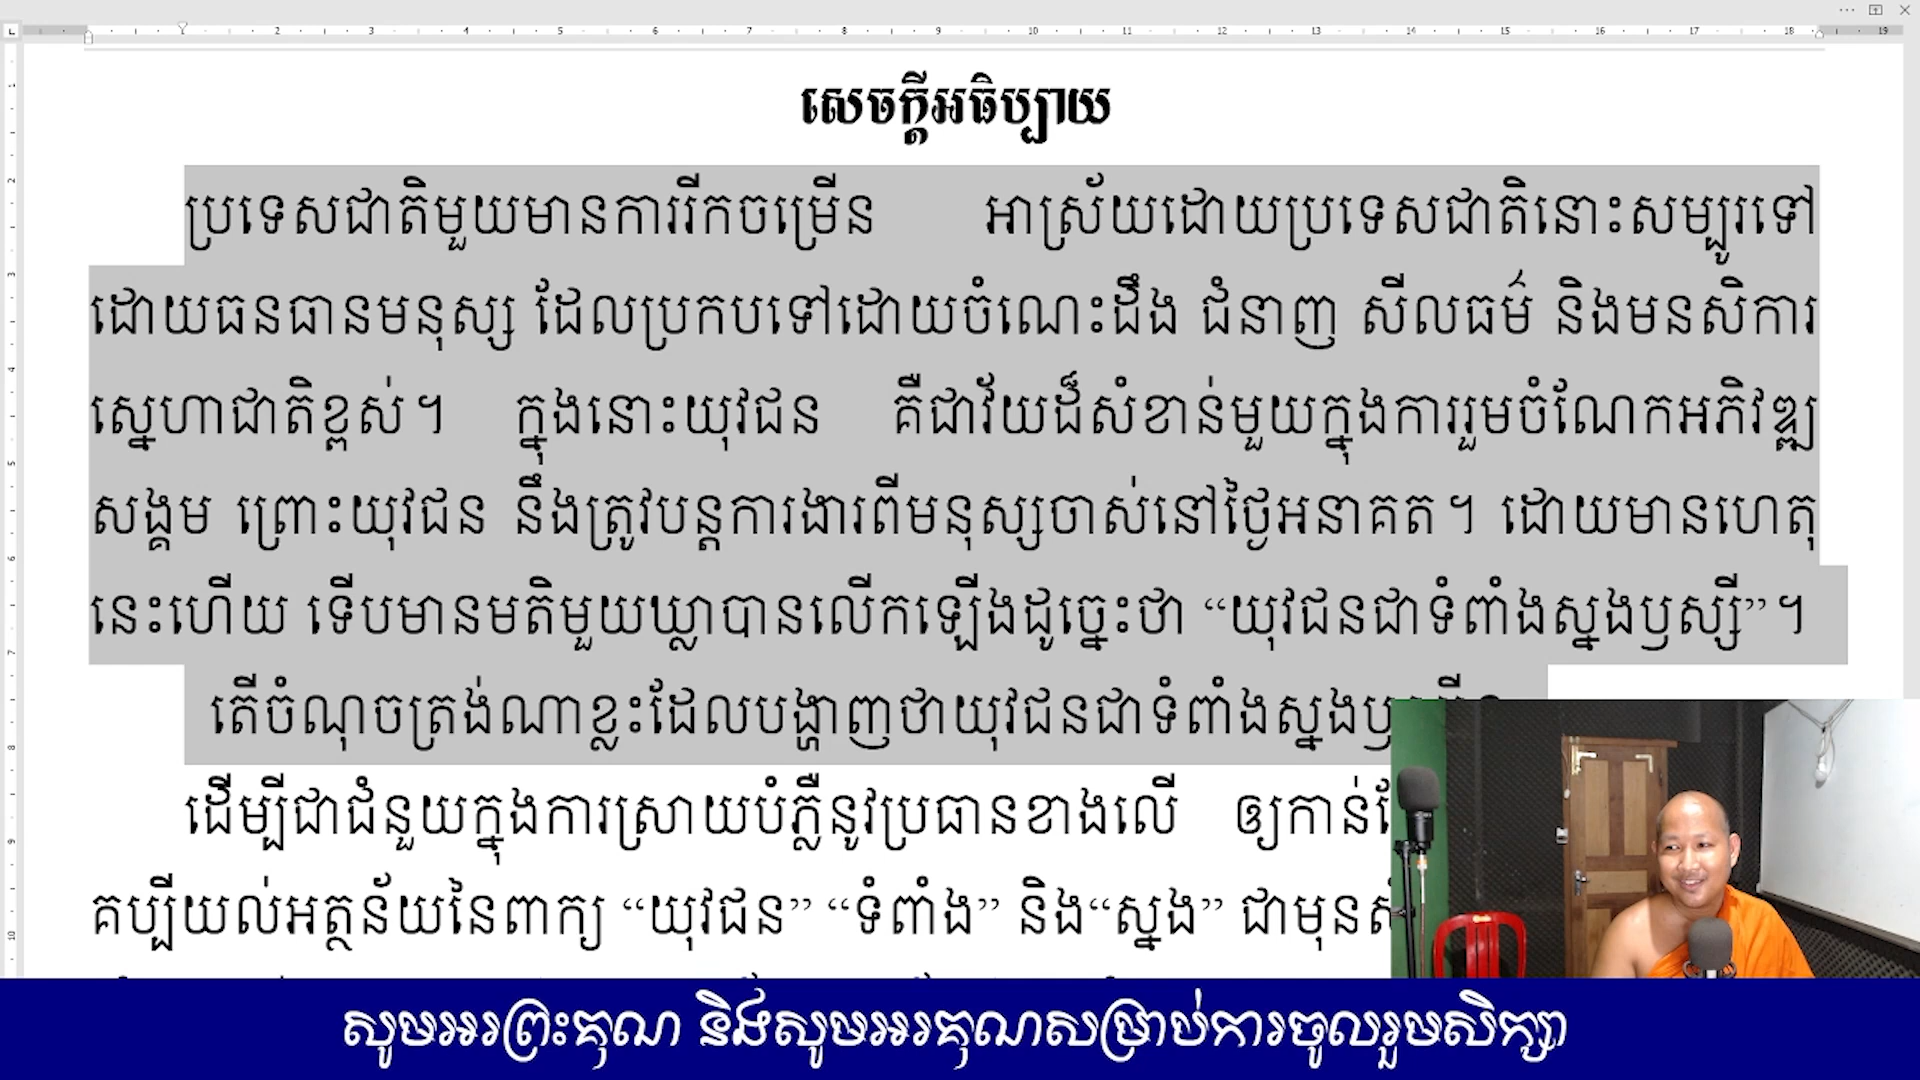 សេចក្ដីអធិប្បាយ
ប្រទេសជាតិមួយមានការរីកចម្រើន អាស្រ័យដោយប្រទេសជាតិនោះសម្បូរទៅ
ដោយធនធានមនុស្ស ដែលប្រកបទៅដោយចំណេះដឹង ជំនាញ សីលធម៌ និងមនសិការ
ស្នេហាជាតិខ្ពស់។ ក្នុងនោះយុវជន គឺជាវ័យដ៏សំខាន់មួយក្នុងការរួមចំណែកអភិវឌ្ឍ
សង្គម ព្រោះយុវជន នឹងត្រូវបន្តការងារពីមនុស្សចាស់នៅថ្ងៃអនាគត។ ដោយមានហេតុ
នេះហើយ ទើបមានមតិមួយឃ្លាបានលើកឡើងដូច្នេះថា “យុវជនជាទំពាំងស្នងឫស្សី”។
តើចំណុចត្រង់ណាខ្លះដែលបង្ហាញថាយុវជនជាទំពាំងស្នង
ដើម្បីជាជំនួយក្នុងការស្រាយបំភ្លឺនូវប្រធានខាងលើ ឲ្យកាន់
គប្បីយល់អត្ថន័យនៃពាក្យ “យុវជន” “ទំពាំង” និង“ស្នង” ជាមុន
សូមអរព្រះគុណ និងសូមអរគុណសម្រាប់ការចូលរួមសិក្សា